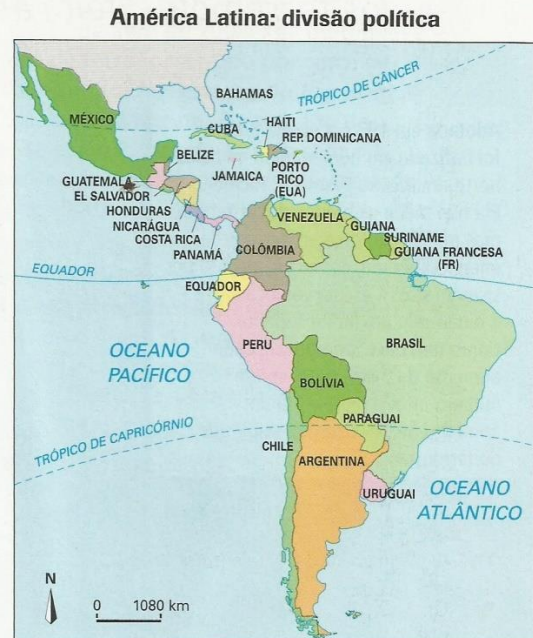 América Latina: divisão política
TRÓPICO DE CÂNCER
BAHAMAS
MÉXICO
CUBA
HAITI
REP. DOMINICANA
BELIZE
JAMAICA
PORTO
RICO
(EUA)
GUATEMALA
EL SALVADOR
HONDURAS
NICARÁGUA
COSTA RICA
PANAMÁ
VENEZUELA
GUIANA
SURINAME
GUIANA FRANCESA
(FR)
COLÔMBIA
EQUADOR
EQUADOR
PERU
BRASIL
OCEANO
PACÍFICO
BOLÍVIA
PARAGUAI
TRÓPICO DE CAPRICÓRNIO
CHILE
ARGENTINA
URUGUAI
OCEANO
ATLÂNTICO
N
0 1080 km